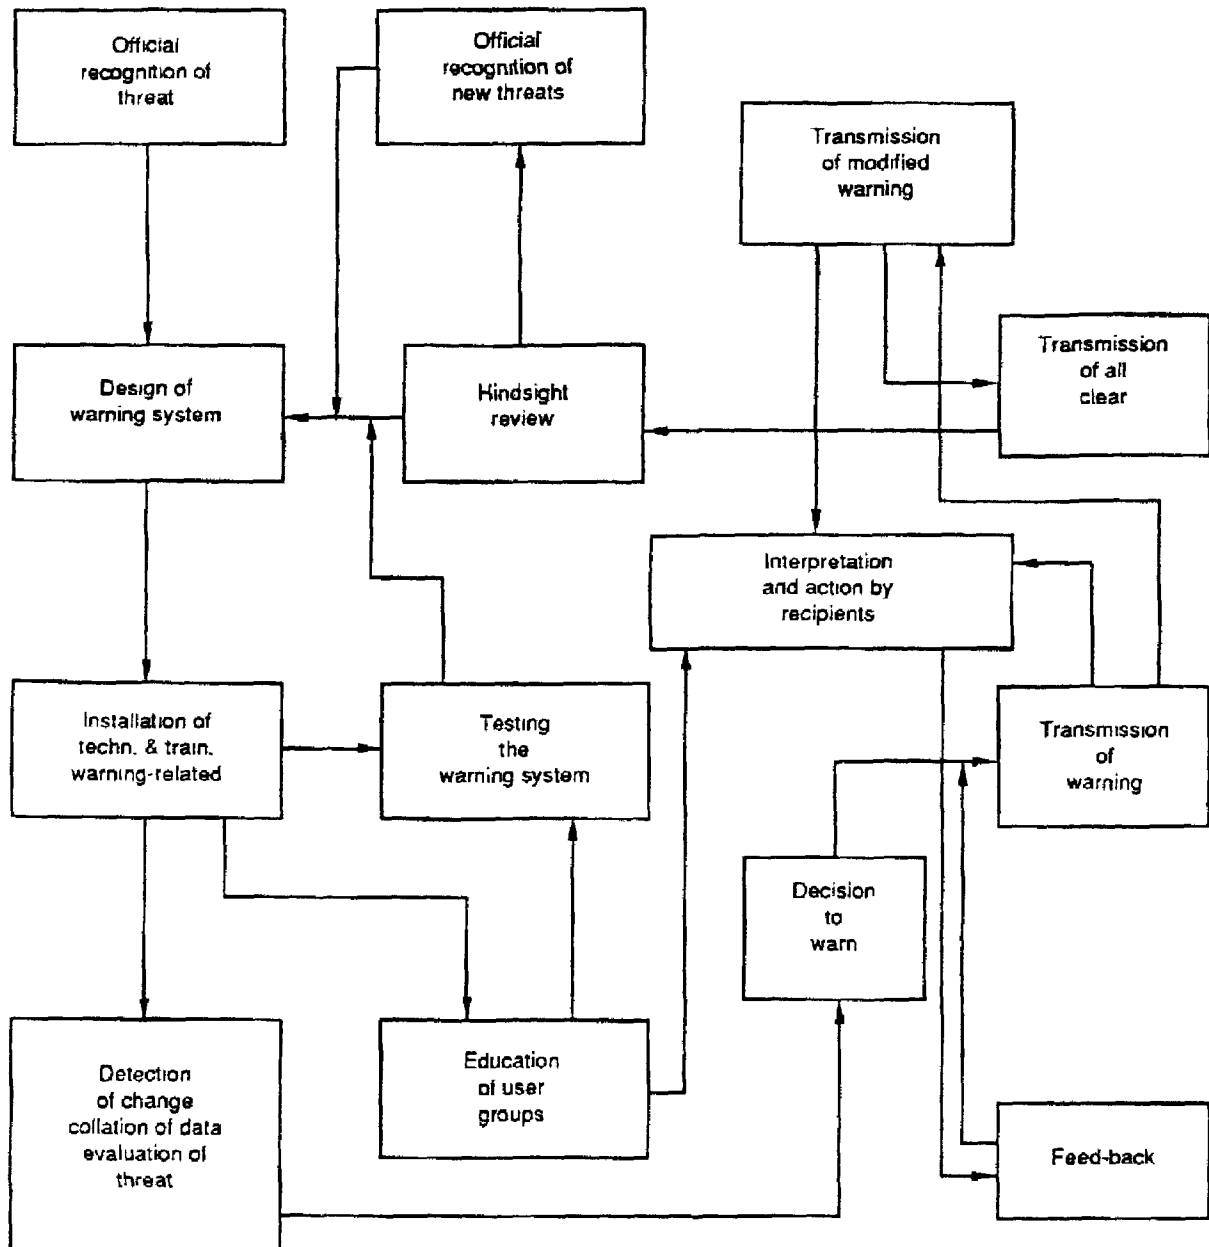 Official
recognition of
threat
Official
recognition of
new threats
Transmission
of modified
warning
Transmission
of all
clear
Design of
warning system
Hindsight
review
Interpretation
and action by
recipients
Installation of
techn. & train.
warning-related
Testing
the
warning system
Transmission
of
warning
Decision
to
warn
Detection
of change
collation of data
evaluation of
threat
Education
of user
groups
Feed-back